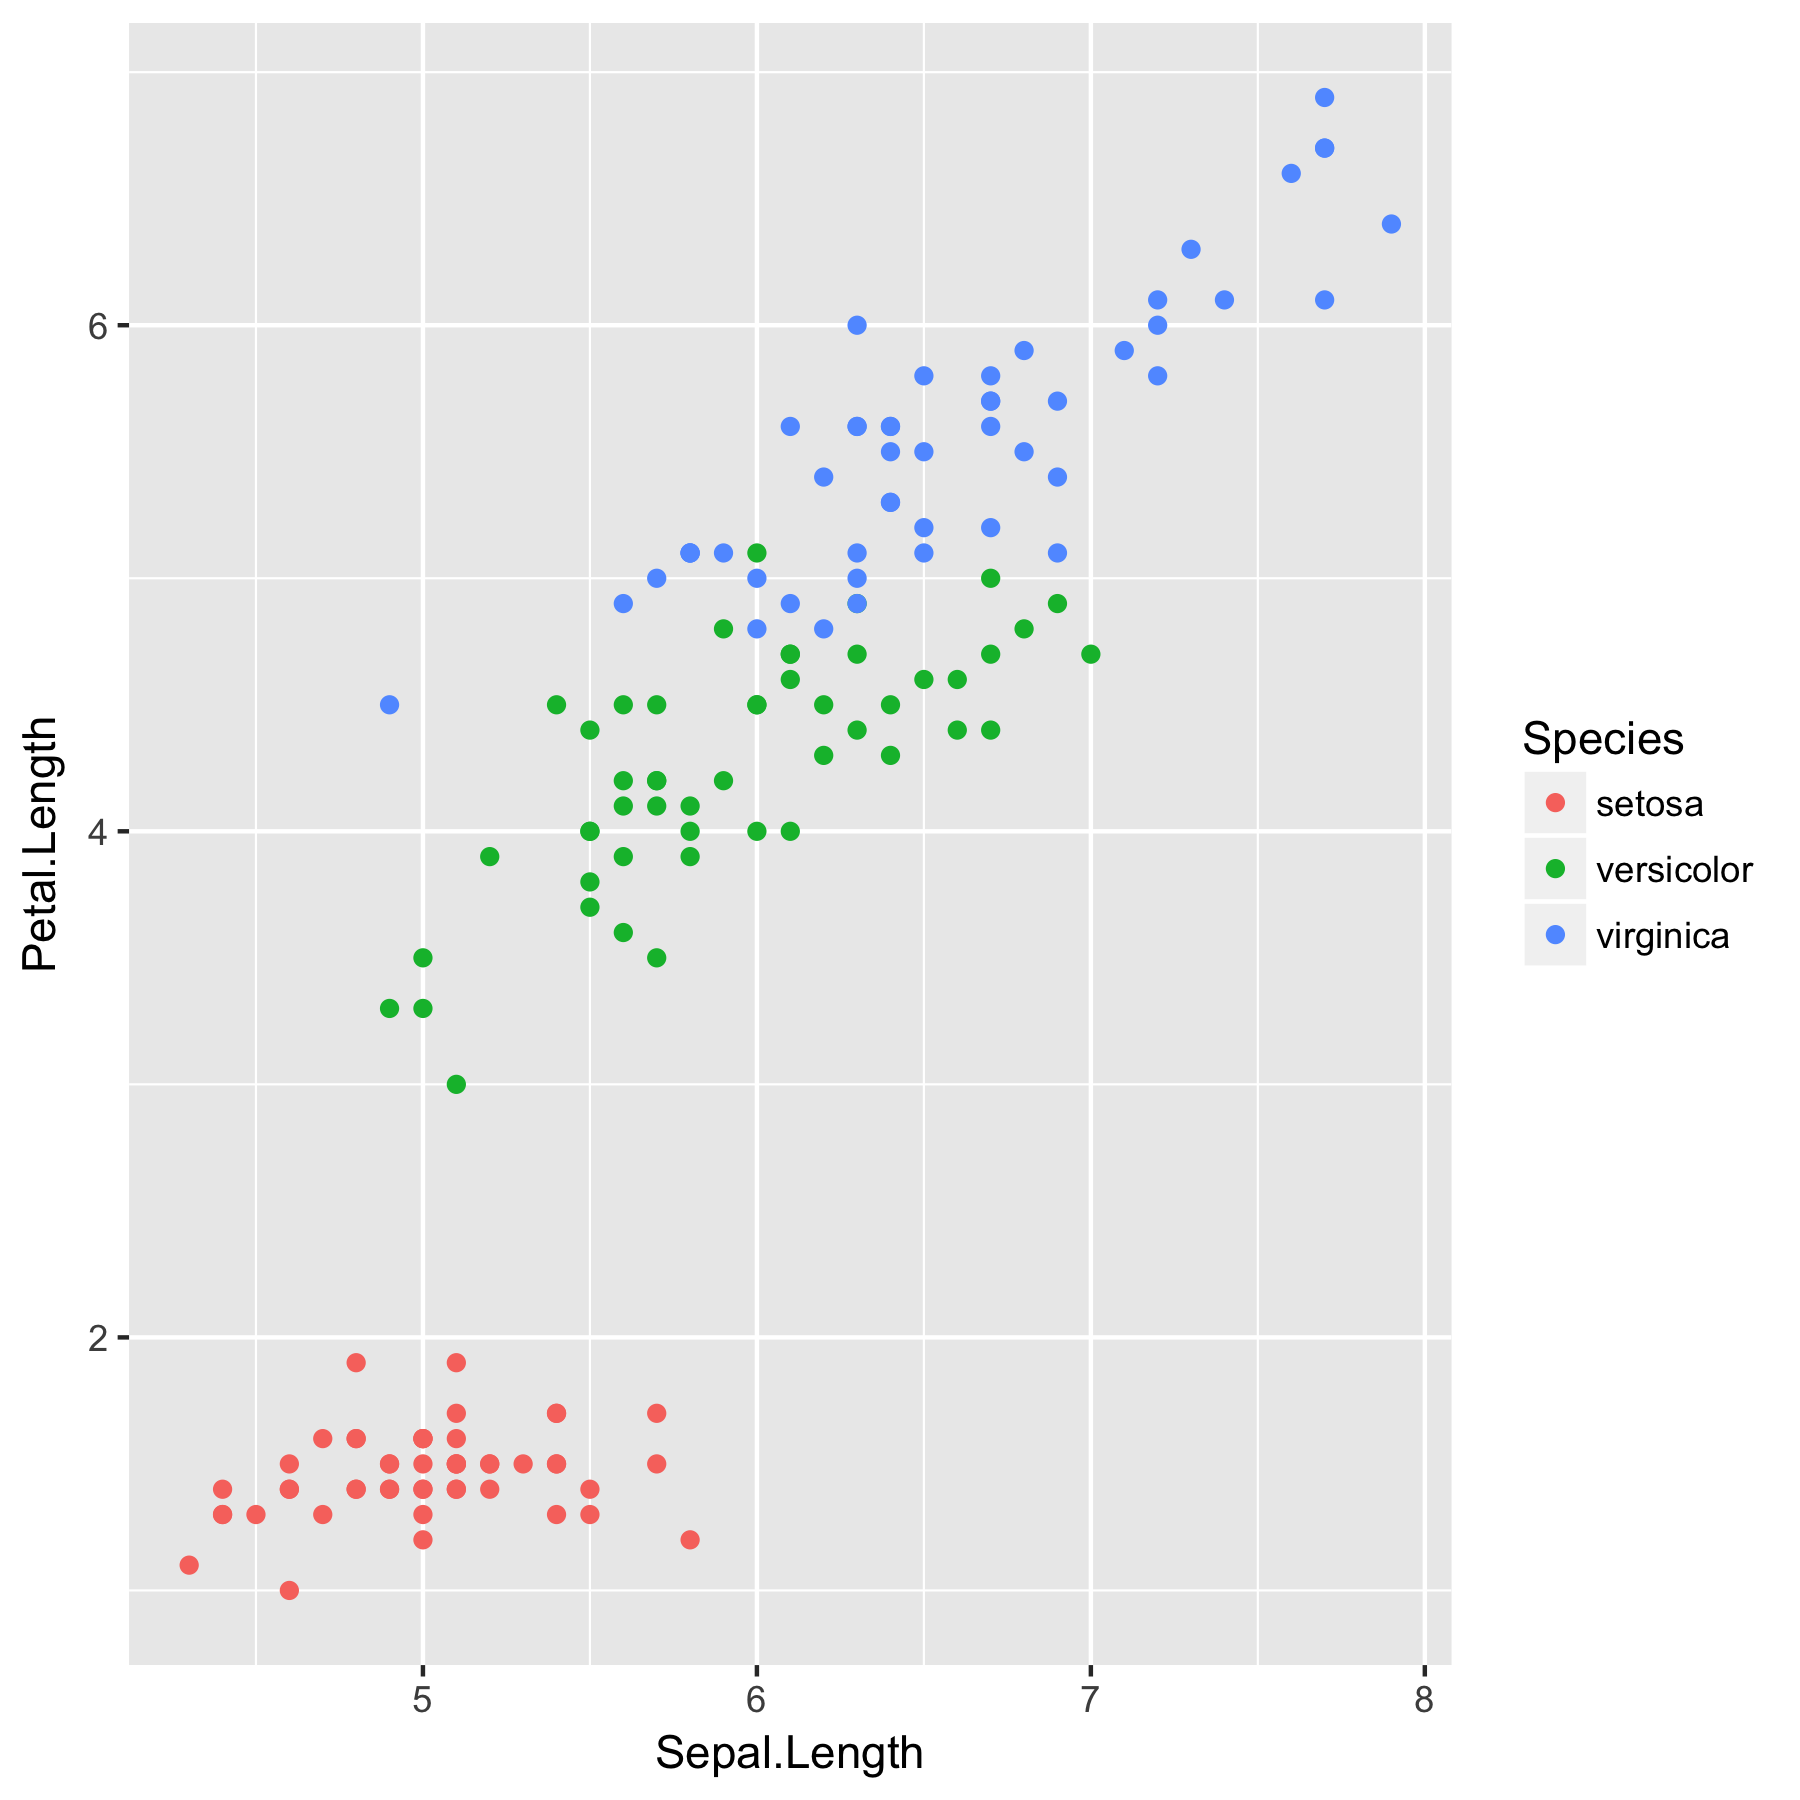 6
4
2
5 6 7 8
Sepal.Length
Petal.Length
Species
setosa
versicolor
virginica